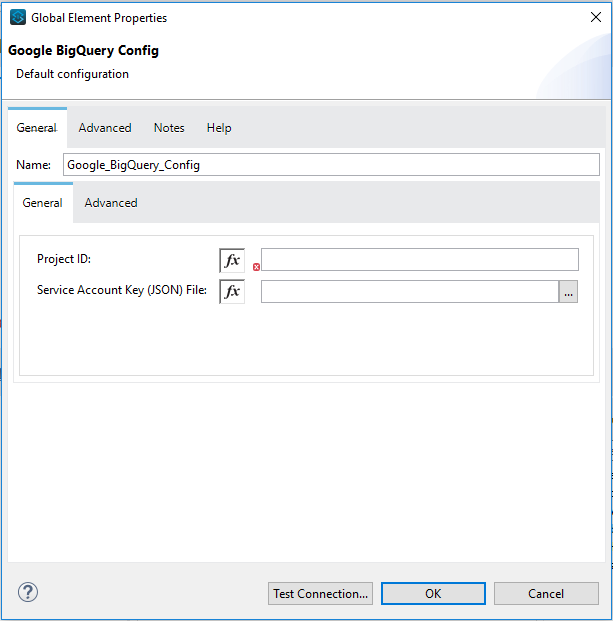 Global Element Properties
Google BigQuery Config
Default configuration
General Advanced Notes Help
Name: Google_BigQuery_Config
General Advanced
Project ID: fx
Service Account Key (JSON) File: fx ...
? Test Connection... OK Cancel